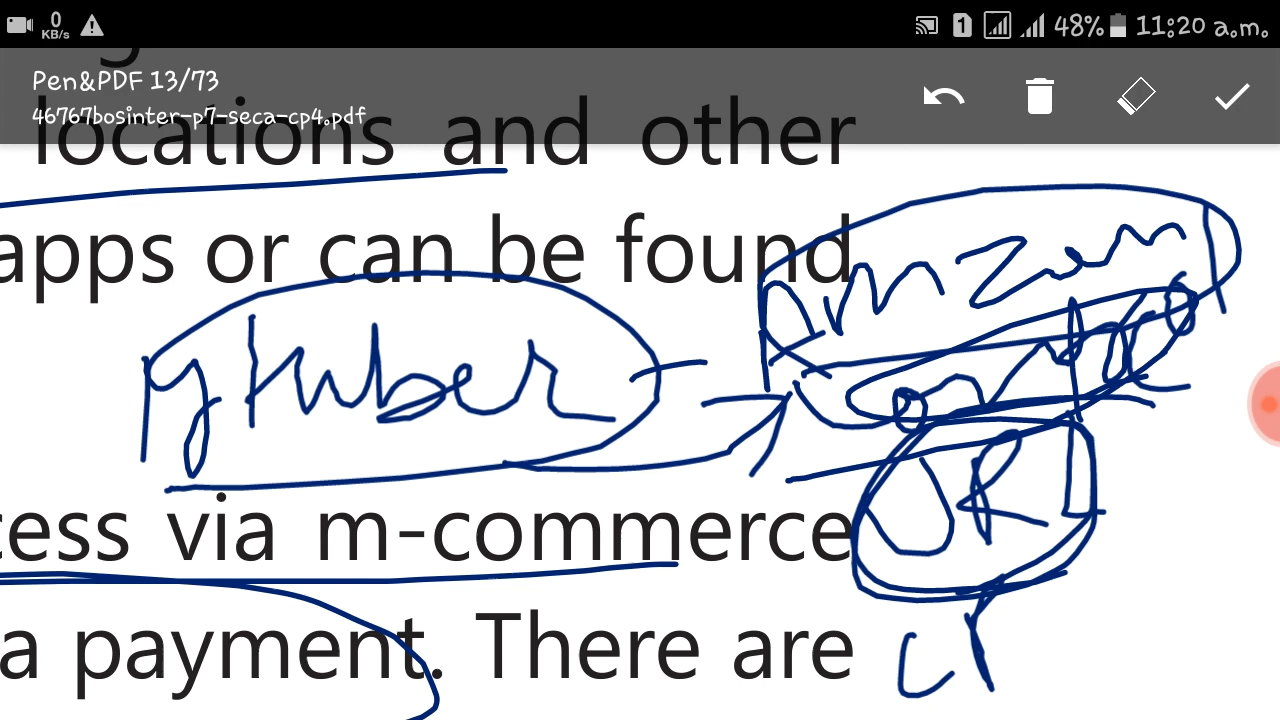 0 KB/s 1 48% 11:20 a.m.
Pen&PDF 13/73
46767bosinter-p7-seca-cp4.pdf
locations and other
apps or can be found
Amzon
ytuber
URL
cess via m-commerce
a payment. There are